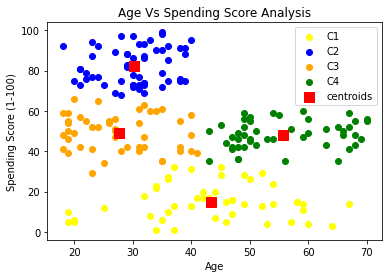 Age Vs Spending Score Analysis
100
80
60
40
20
0
Spending Score (1-100)
C1
C2
C3
C4
centroids
20
30
40
50
60
70
Age